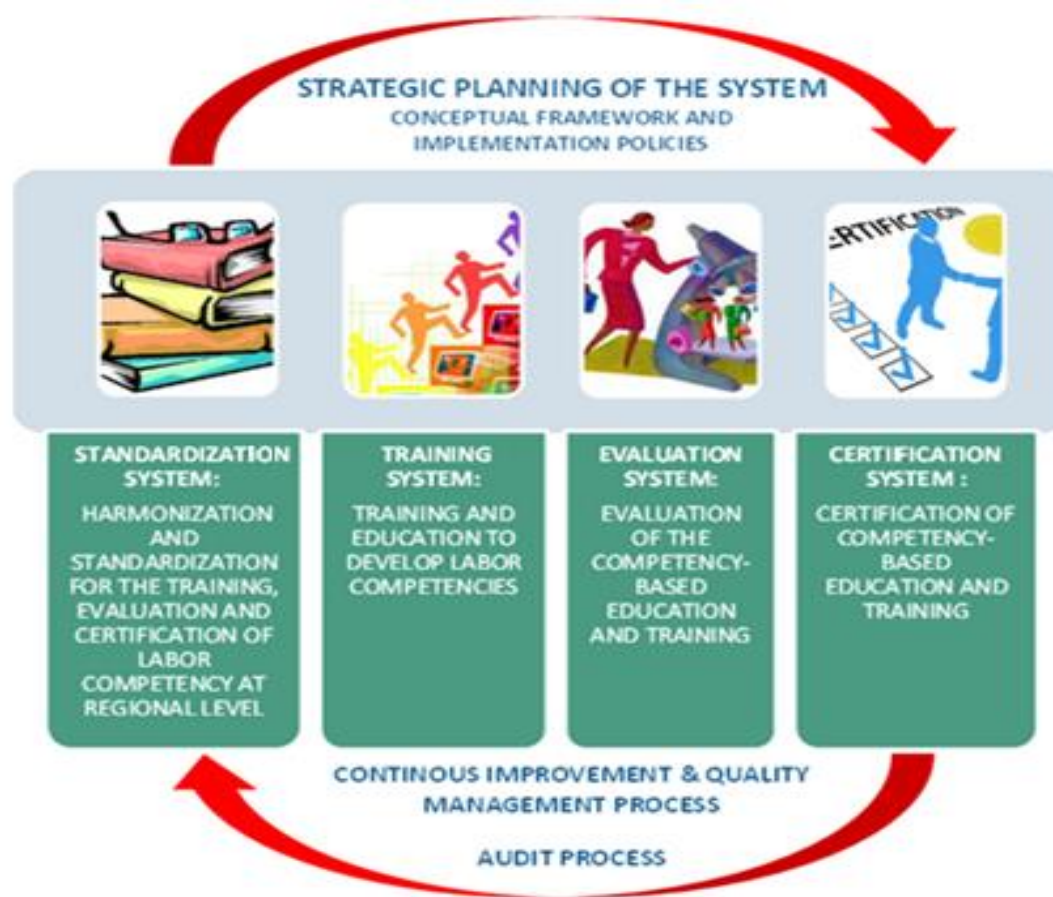 STRATEGIC PLANNING OF THE SYSTEM
CONCEPTUAL FRAMEWORK AND
IMPLEMENTATION POLICIES
ERTIFICATION
STANDARDIZATION
SYSTEM:
HARMONIZATION
AND
STANDARDIZATION
FOR THE TRAINING,
EVALUATION AND
CERTIFICATION OF
LABOR
COMPETENCY AT
REGIONAL LEVEL
TRAINING
SYSTEM:
TRAINING AND
EDUCATION TO
DEVELOP LABOR
COMPETENCIES
EVALUATION
SYSTEM:
EVALUATION
OF THE
COMPETENCY-
BASED
EDUCATION
AND TRAINING
CERTIFICATION
SYSTEM :
CERTIFICATION OF
COMPETENCY-
BASED
EDUCATION AND
TRAINING
CONTINOUS IMPROVEMENT & QUALITY
MANAGEMENT PROCESS
AUDIT PROCESS